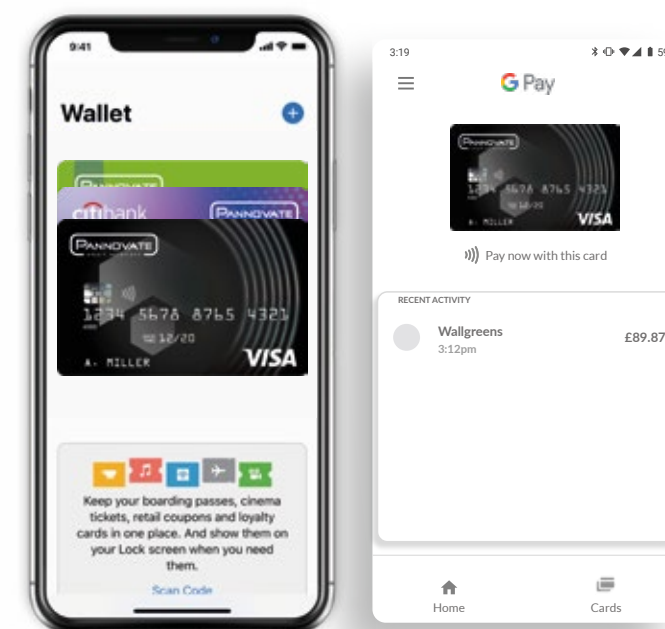 9:41
Wallet
PANNOVATE
citibank
PANNOVATE
PANNOVATE
1234 5678 8765 4321
12/20
A. MILLER
VISA
Keep your boarding passes, cinema
tickets, retail coupons and loyalty
cards in one place. And show them on
your Lock screen when you need
them.
Scan Code
3:19
59
G Pay
PANNOVATE
1234 5678 8765 4321
12/20
A. MILLER
VISA
Pay now with this card
RECENT ACTIVITY
Wallgreens
£89.87
3:12pm
Home
Cards